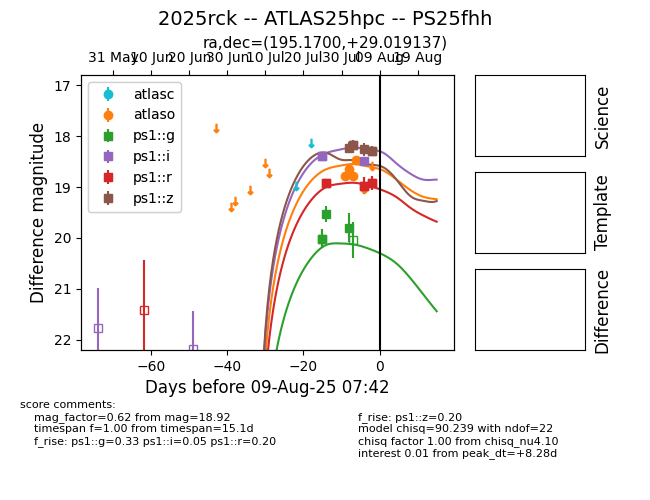 2025rck -- ATLAS25hpc -- PS25fhh
ra,dec=(195.1700,+29.019137)
31 May 10 Jun 20 Jun 30 Jun 10 Jul 20 Jul 30 Jul 09 Aug 19 Aug
atlasc
atlaso
ps1::g
ps1::i
ps1::r
ps1::z
17
18
19
20
21
22
Difference magnitude
−60 −40 −20 0
Days before 09-Aug-25 07:42
Science
Template
Difference
score comments:
mag_factor=0.62 from mag=18.92
timespan f=1.00 from timespan=15.1d
f_rise: ps1::g=0.33 ps1::i=0.05 ps1::r=0.20
f_rise: ps1::z=0.20
model chisq=90.239 with ndof=22
chisq factor 1.00 from chisq_nu4.10
interest 0.01 from peak_dt=+8.28d